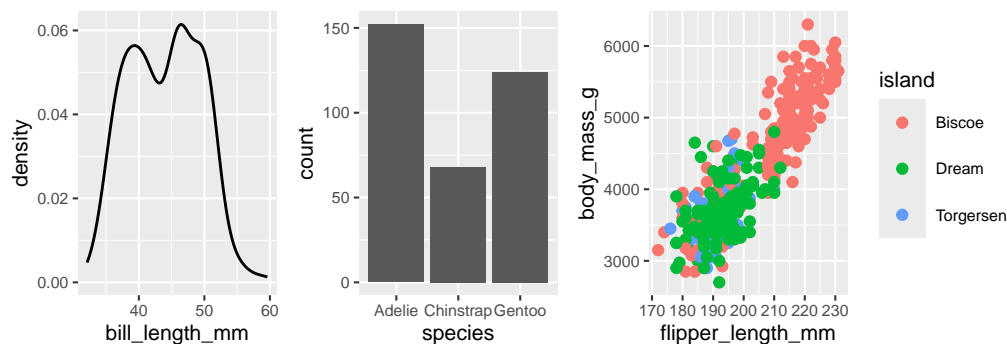 density
0.06
0.04
0.02
0.00
40 50 60
bill_length_mm
count
150
100
50
0
Adelie Chinstrap Gentoo
species
body_mass_g
6000
5000
4000
3000
170 180 190 200 210 220 230
flipper_length_mm
island
Biscoe
Dream
Torgersen